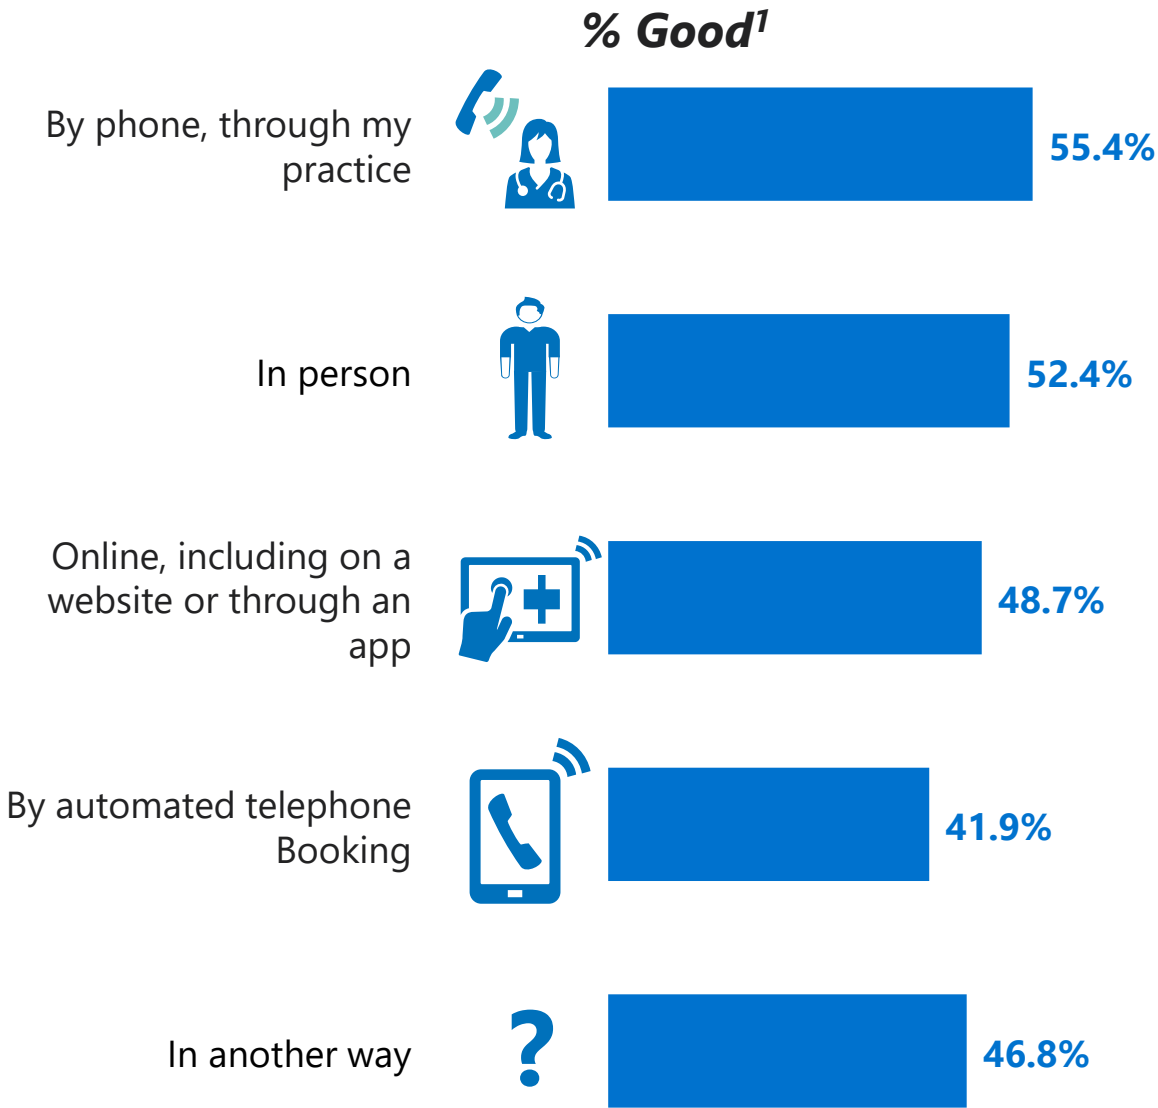 % Good¹
By phone, through my
practice
55.4%
In person
52.4%
Online, including on a
website or through an
app
48.7%
By automated telephone
Booking
41.9%
In another way
?
46.8%